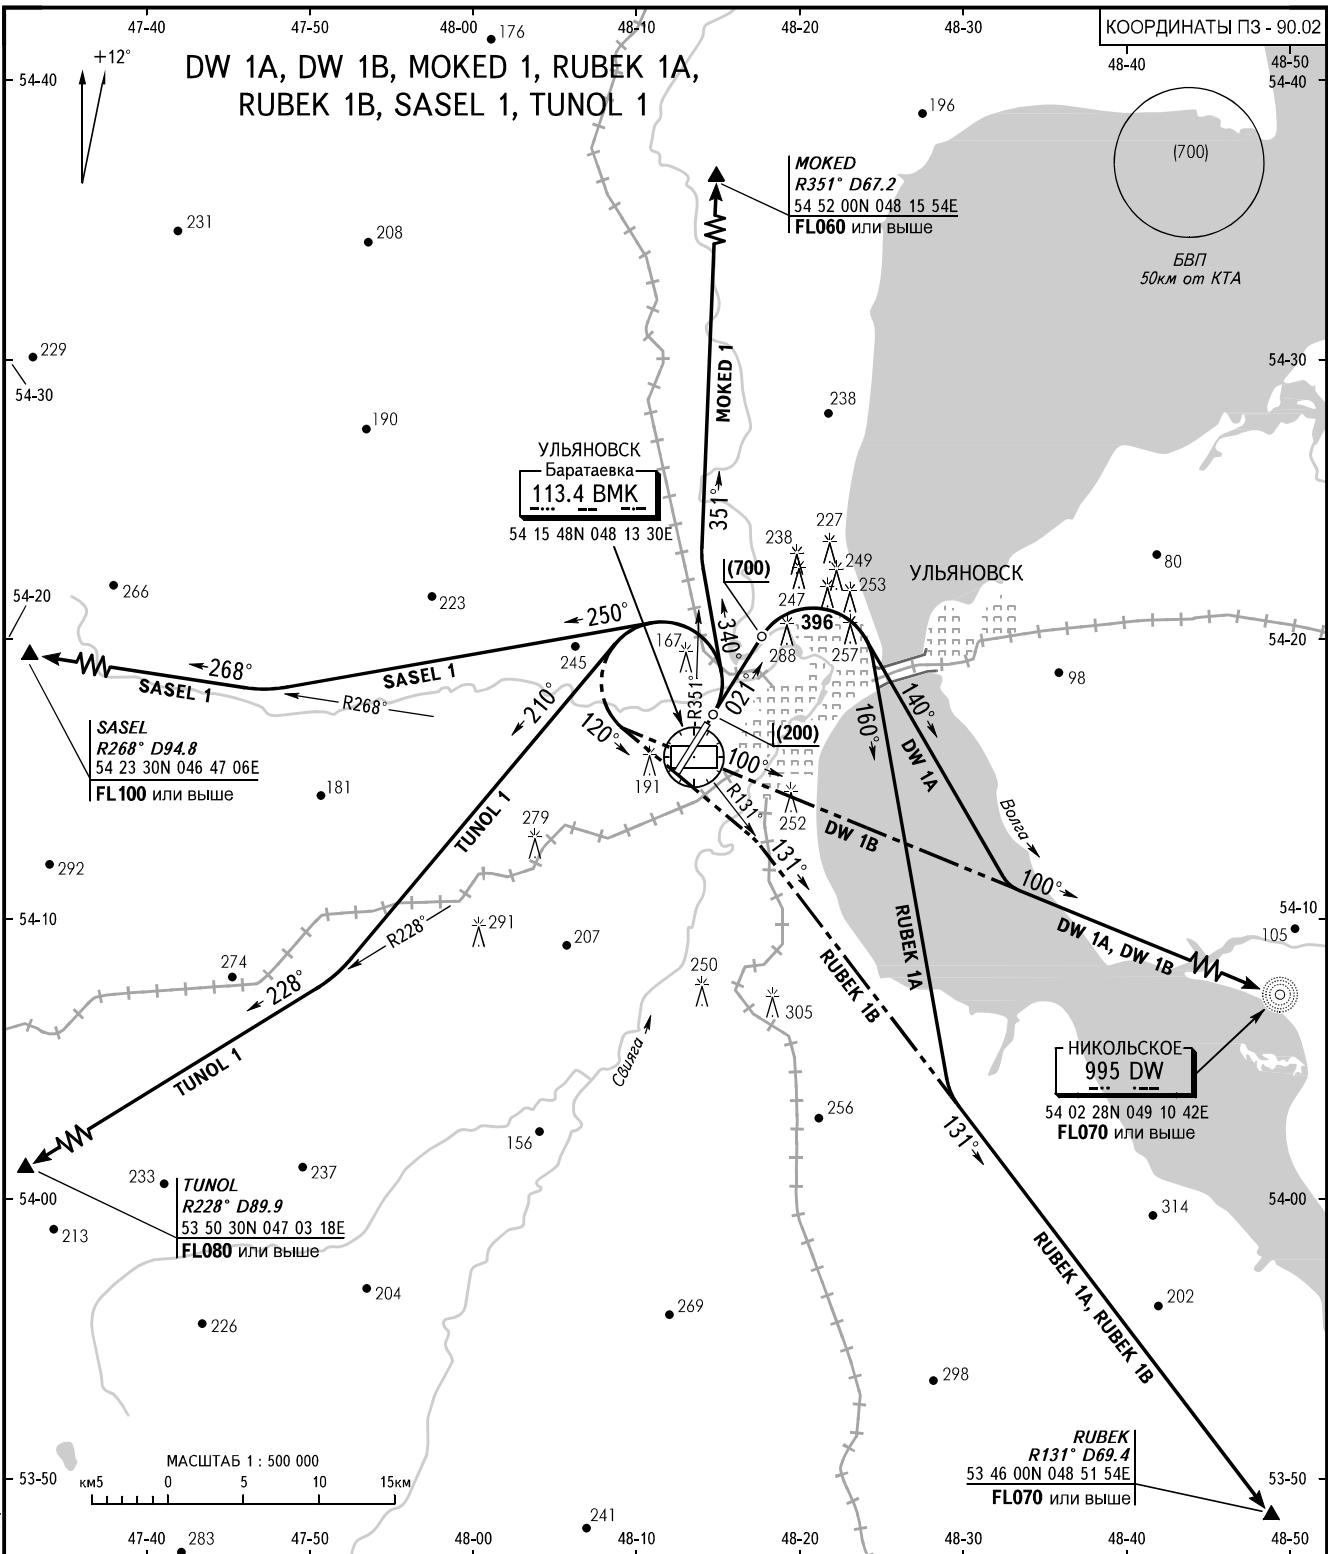 47-40
47-50
48-00
48-10
48-20
48-30
КООРДИНАТЫ ПЗ - 90.02
48-40
48-50
54-40
54-40
+12°
176
DW 1A, DW 1B, MOKED 1, RUBEK 1A,
RUBEK 1B, SASEL 1, TUNOL 1
196
(700)
БВП
50км от КТА
MOKED
R351° D67.2
54 52 00N 048 15 54E
FL060 или выше
231
208
229
54-30
54-30
190
238
MOKED 1
351°
УЛЬЯНОВСК
Баратаевка
113.4 BMK
54 15 48N 048 13 30E
238
227
249
253
247
УЛЬЯНОВСК
80
(700)
266
223
54-20
54-20
250°
167
340°
396
288
257
245
98
268°
SASEL 1
SASEL 1
R268°
R351°
021°
210°
120°
160°
140°
DW 1A
(200)
100°
SASEL
R268° D94.8
54 23 30N 046 47 06E
FL100 или выше
181
191
R131°
252
279
TUNOL 1
DW 1B
Волга
131°
292
100°
54-10
54-10
105
291
R228°
207
RUBEK 1A
DW 1A, DW 1B
274
228°
250
305
RUBEK 1B
TUNOL 1
Свияга
НИКОЛЬСКОЕ
995 DW
54 02 28N 049 10 42E
FL070 или выше
256
131°
156
233
237
54-00
54-00
TUNOL
R228° D89.9
53 50 30N 047 03 18E
FL080 или выше
213
314
RUBEK 1A, RUBEK 1B
204
226
269
202
298
RUBEK
R131° D69.4
53 46 00N 048 51 54E
FL070 или выше
МАСШТАБ 1 : 500 000
км5
0
5
10
15км
53-50
53-50
241
283
47-40
47-50
48-00
48-10
48-20
48-30
48-40
48-50